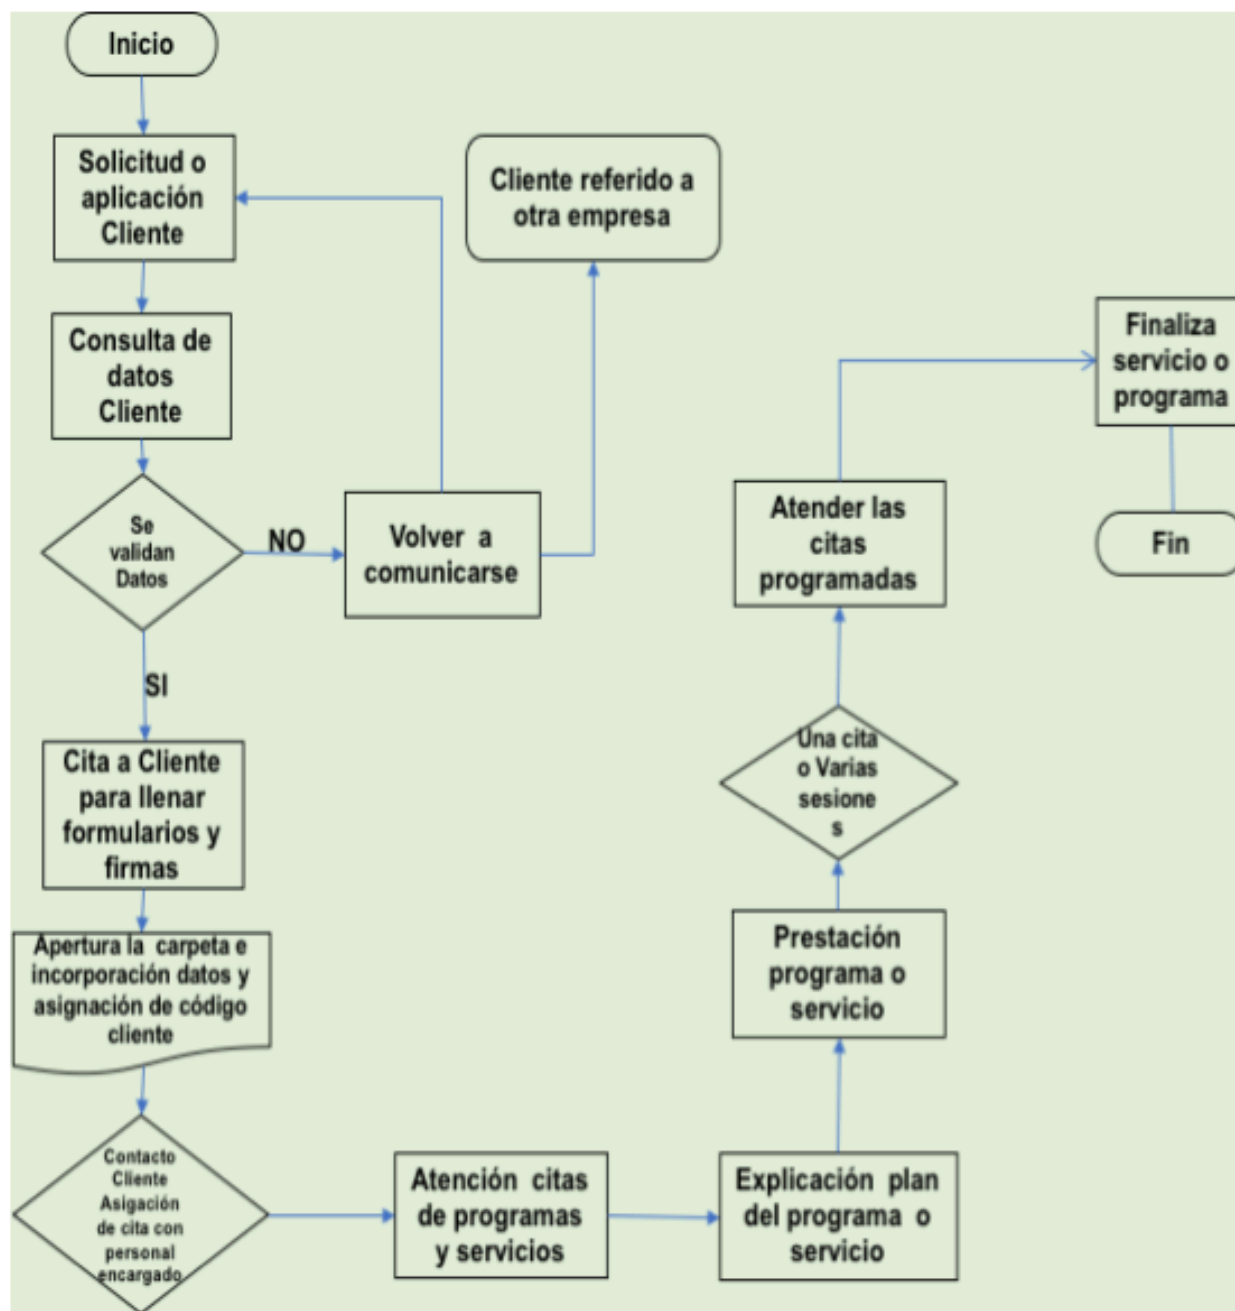 Inicio
Solicitud o
aplicación
Cliente
Consulta de
datos
Cliente
Se
validan
Datos
NO
Volver a
comunicarse
Cliente referido a
otra empresa
SI
Cita a Cliente
para llenar
formularios y
firmas
Apertura la carpeta e
incorporación datos y
asignación de código
cliente
Contacto
Cliente
Asigación
de cita con
personal
encargado
Atención citas
de programas
y servicios
Explicación plan
del programa o
servicio
Prestación
programa o
servicio
Una cita
o Varias
sesione
s
Atender las
citas
programadas
Finaliza
servicio o
programa
Fin